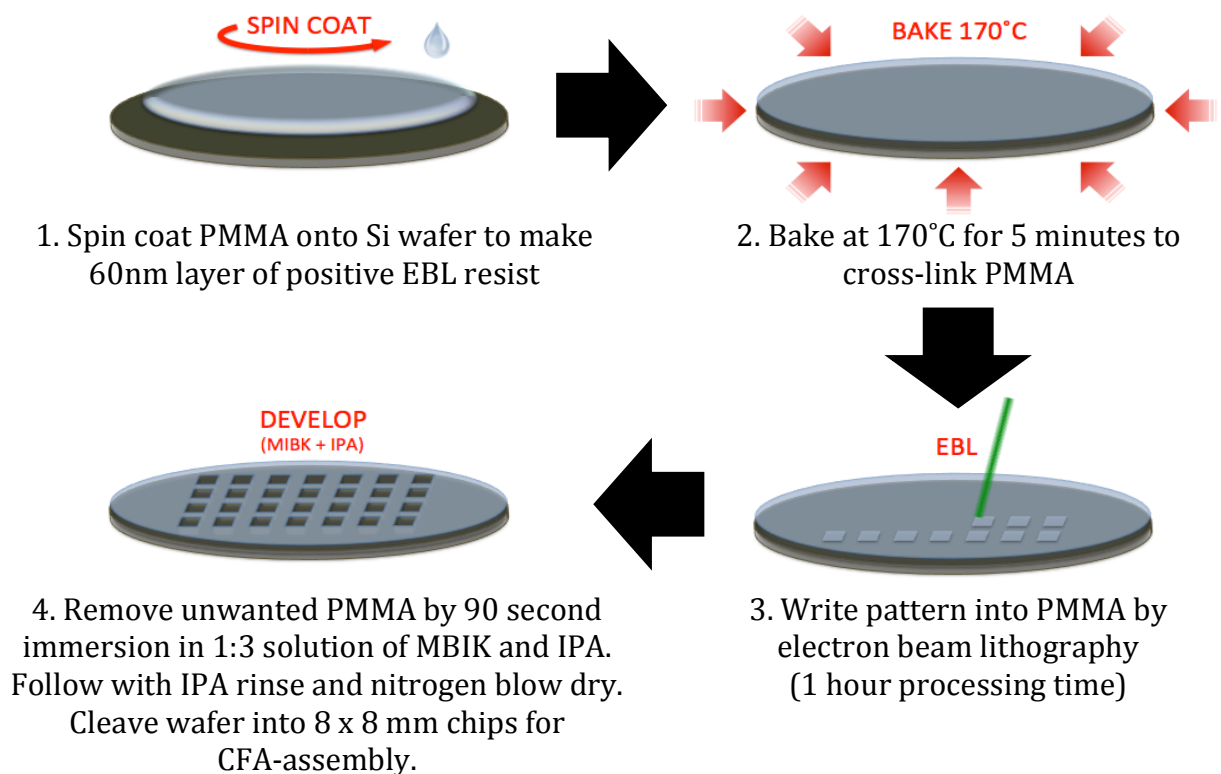 SPIN COAT
1. Spin coat PMMA onto Si wafer to make
60nm layer of positive EBL resist
BAKE 170˚C
2. Bake at 170˚C for 5 minutes to
cross-link PMMA
EBL
3. Write pattern into PMMA by
electron beam lithography
(1 hour processing time)
DEVELOP
(MIBK + IPA)
4. Remove unwanted PMMA by 90 second
immersion in 1:3 solution of MBIK and IPA.
Follow with IPA rinse and nitrogen blow dry.
Cleave wafer into 8 x 8 mm chips for
CFA-assembly.